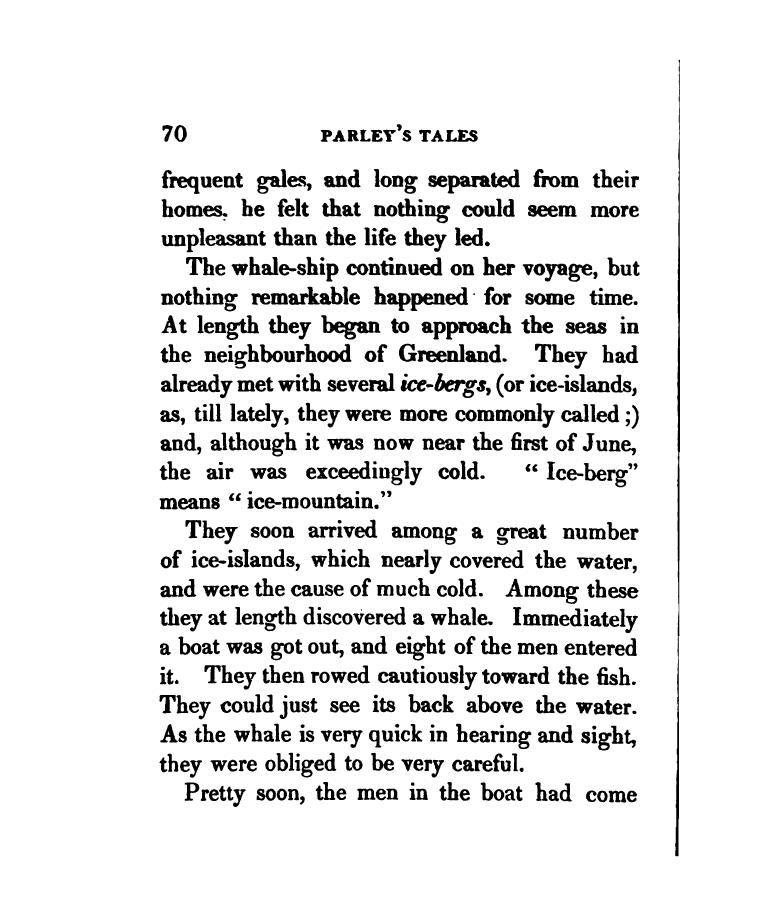 70 PARLEY'S TALES
frequent gales, and long separated from their
homes, he felt that nothing could seem more
unpleasant than the life they led.
The whale-ship continued on her voyage, but
nothing remarkable happened for some time.
At length they began to approach the seas in
the neighbourhood of Greenland. They had
already met with several ice-bergs, (or ice-islands,
as, till lately, they were more commonly called ;)
and, although it was now near the first of June,
the air was exceedingly cold. “ Ice-berg”
means “ ice-mountain.”
They soon arrived among a great number
of ice-islands, which nearly covered the water,
and were the cause of much cold. Among these
they at length discovered a whale. Immediately
a boat was got out, and eight of the men entered
it. They then rowed cautiously toward the fish.
They could just see its back above the water.
As the whale is very quick in hearing and sight,
they were obliged to be very careful.
Pretty soon, the men in the boat had come